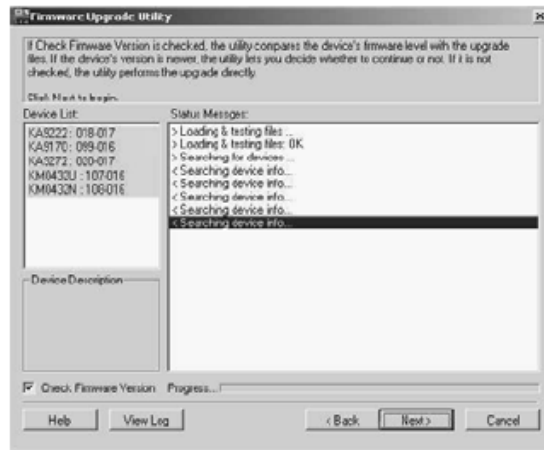 Firmware Upgrade Utility
If Check Firmware Version is checked, the utility compares the device's firmware level with the upgrade
files. If the device's version is newer, the utility lets you decide whether to continue or not. If it is not
checked, the utility performs the upgrade directly.
Click Next to begin.
Device List:
KA9222: 018-017
KA9170: 099-016
KA9272: 020-017
KM0432U : 107-016
KM0432N : 106-016
Status Messges:
> Loading & testing files ...
> Loading & testing files: OK
> Searching for devices ...
< Searching device info...
< Searching device info...
< Searching device info...
< Searching device info...
< Searching device info...
Device Description
Check Firmware Version Progress...
Help View Log < Back Next > Cancel